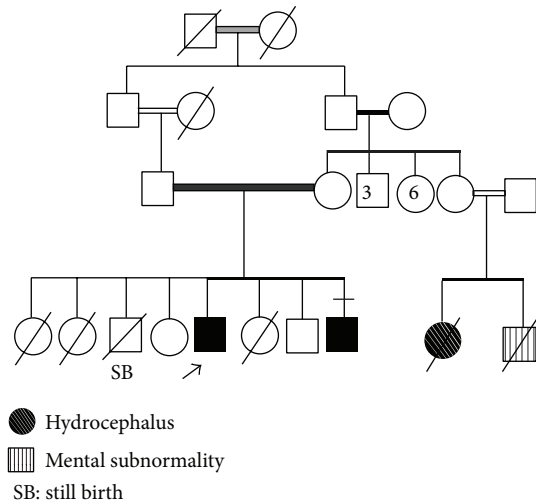 3
6
SB
Hydrocephalus
Mental subnormality
SB: still birth